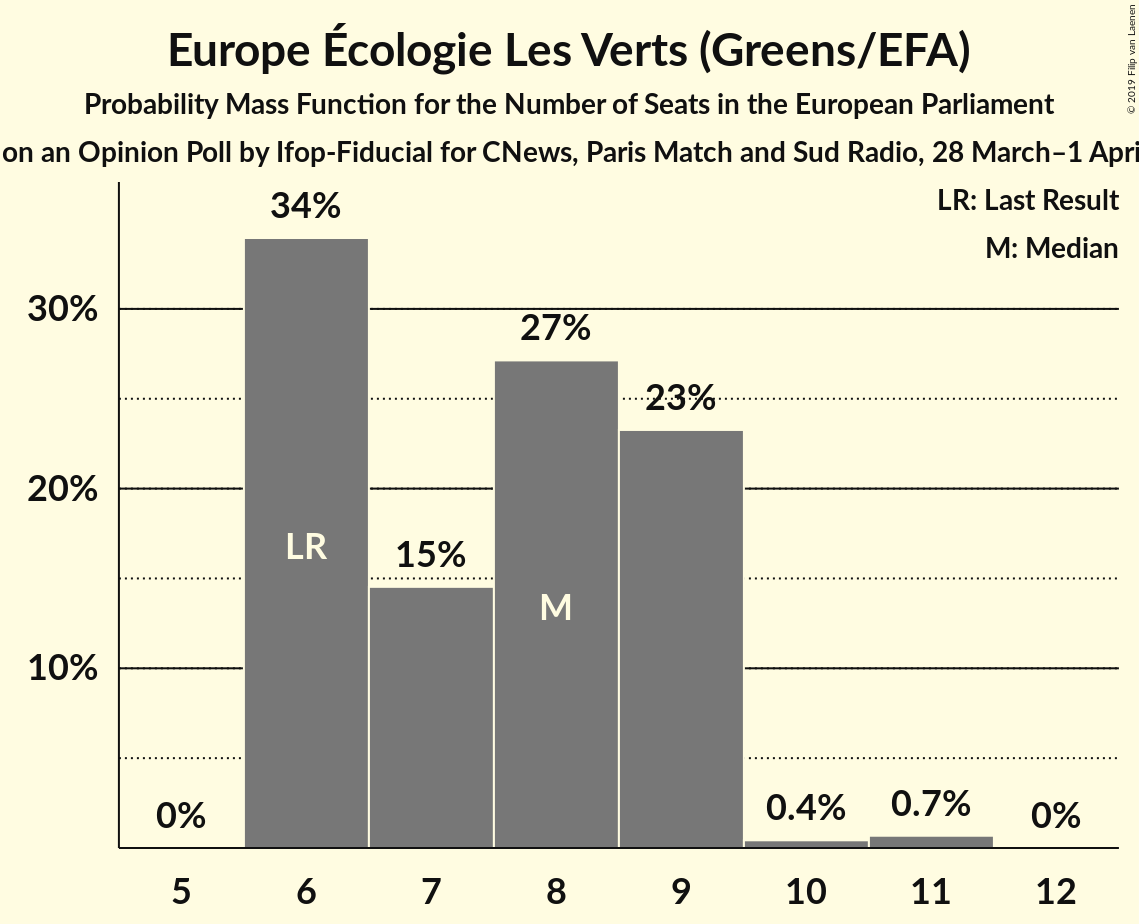 Europe Écologie Les Verts (Greens/EFA)
Probability Mass Function for the Number of Seats in the European Parliament
on an Opinion Poll by Ifop-Fiducial for CNews, Paris Match and Sud Radio, 28 March–1 Apri
© 2019 Filip van Laenen
LR: Last Result
M: Median
34%
30%
27%
23%
20%
LR
15%
M
10%
0%
0.4%
0.7%
0%
5 6 7 8 9 10 11 12